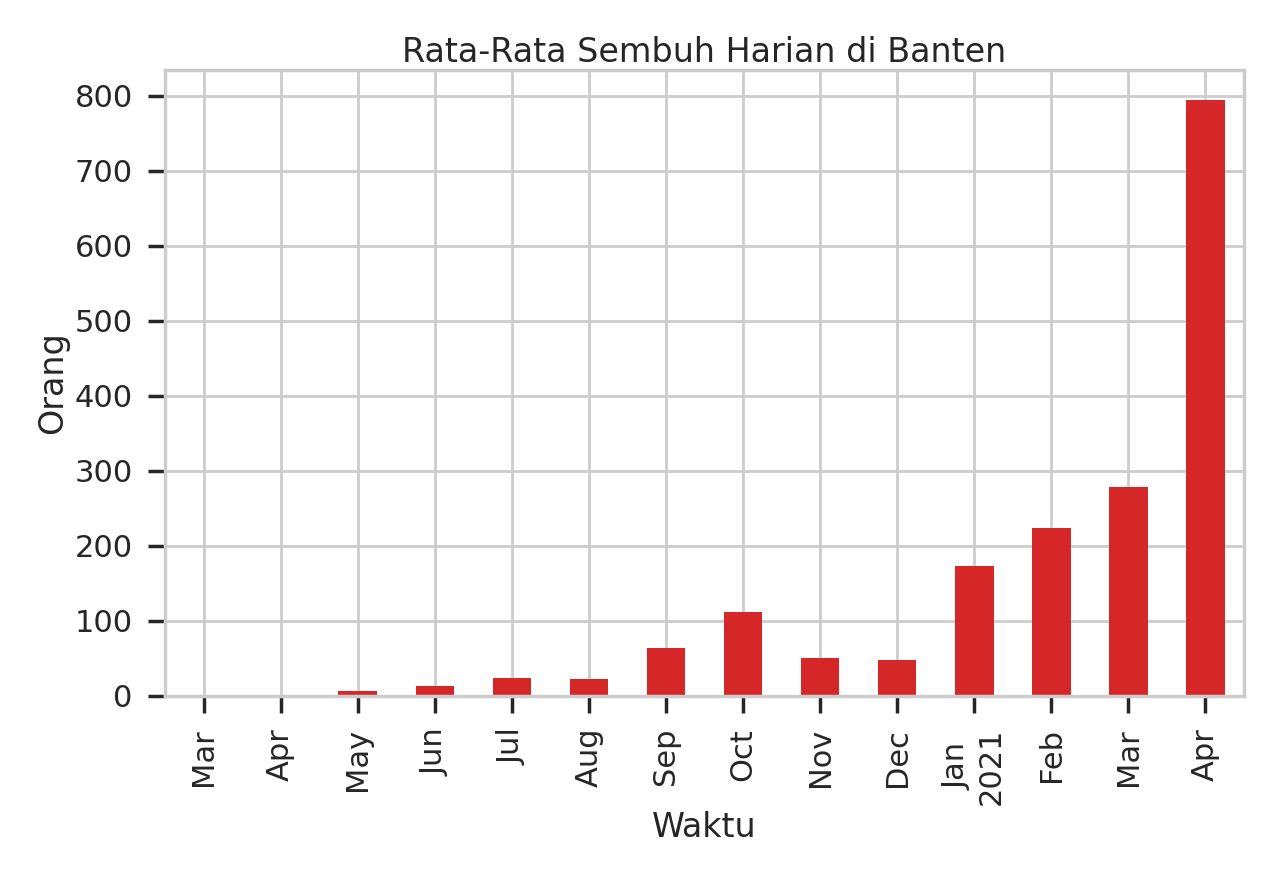 Rata-Rata Sembuh Harian di Banten
800
700
600
500
400
300
200
100
0
Orang
Mar
Apr
May
Jun
Jul
Aug
Sep
Oct
Nov
Dec
Jan
2021
Feb
Mar
Apr
Waktu